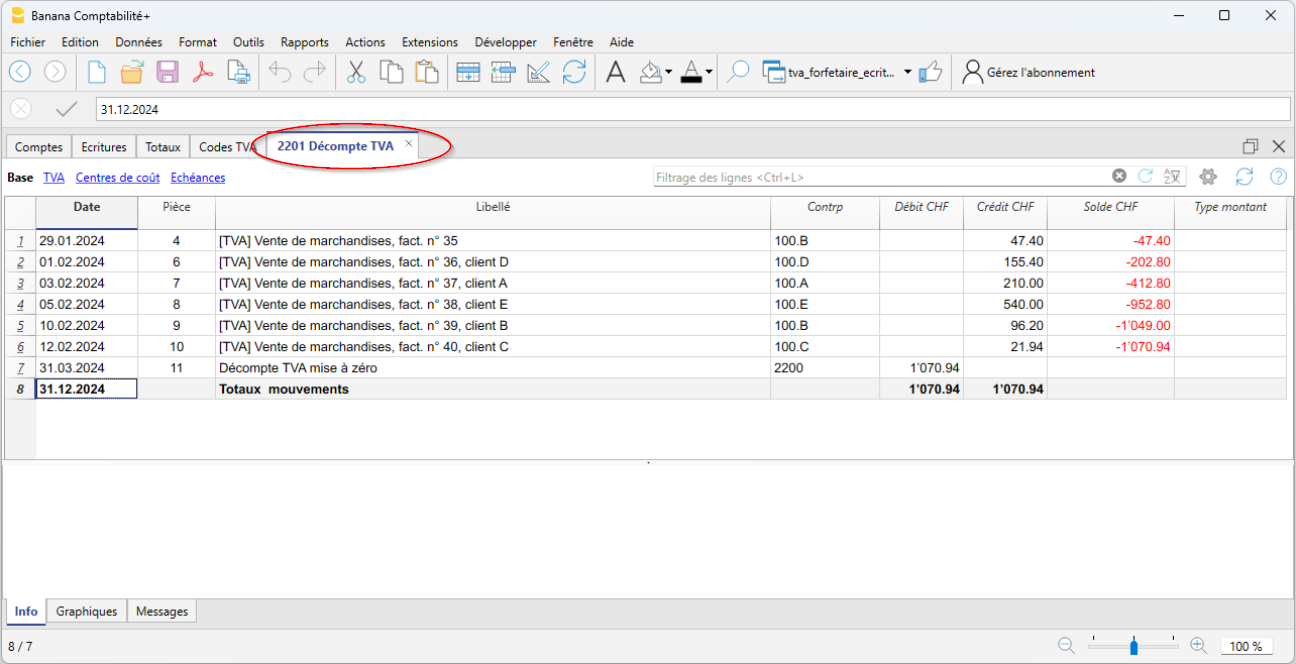 Banana Comptabilité+
Fichier Edition Données Format Outils Rapports Actions Extensions Développer Fenêtre Aide
tva_forfetaire_ecrit... Gérez l'abonnement
31.12.2024
Comptes Ecritures Totaux Codes TVA 2201 Décompte TVA
Base TVA Centres de coût Echéances Filtrage des lignes <Ctrl+L>
Date Pièce Libellé Contrp Débit CHF Crédit CHF Solde CHF Type montant
1 29.01.2024 4 [TVA] Vente de marchandises, fact. n° 35 100.B 47.40 -47.40
2 01.02.2024 6 [TVA] Vente de marchandises, fact. n° 36, client D 100.D 155.40 -202.80
3 03.02.2024 7 [TVA] Vente de marchandises, fact. n° 37, client A 100.A 210.00 -412.80
4 05.02.2024 8 [TVA] Vente de marchandises, fact. n° 38, client E 100.E 540.00 -952.80
5 10.02.2024 9 [TVA] Vente de marchandises, fact. n° 39, client B 100.B 96.20 -1'049.00
6 12.02.2024 10 [TVA] Vente de marchandises, fact. n° 40, client C 100.C 21.94 -1'070.94
7 31.03.2024 11 Décompte TVA mise à zéro 2200 1'070.94
8 31.12.2024 Totaux mouvements 1'070.94 1'070.94
Info Graphiques Messages
8 / 7 100 %